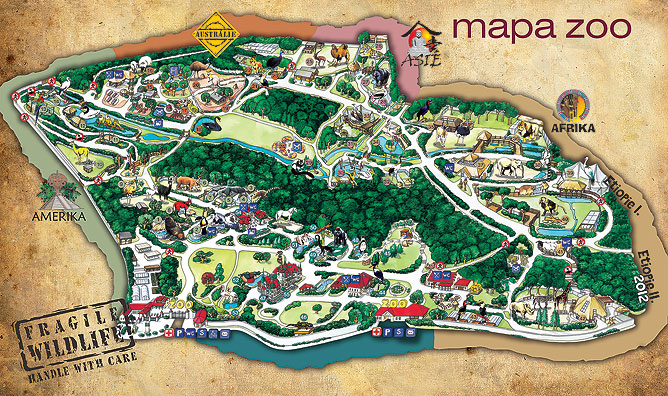 mapa zoo
AUSTRÁLIE
ASIE
AFRIKA
Etiopie I.
AMERIKA
Etiopie II.
2012
FRAGILE
WILDLIFE
HANDLE WITH CARE
ZOO
ZOO
P
P